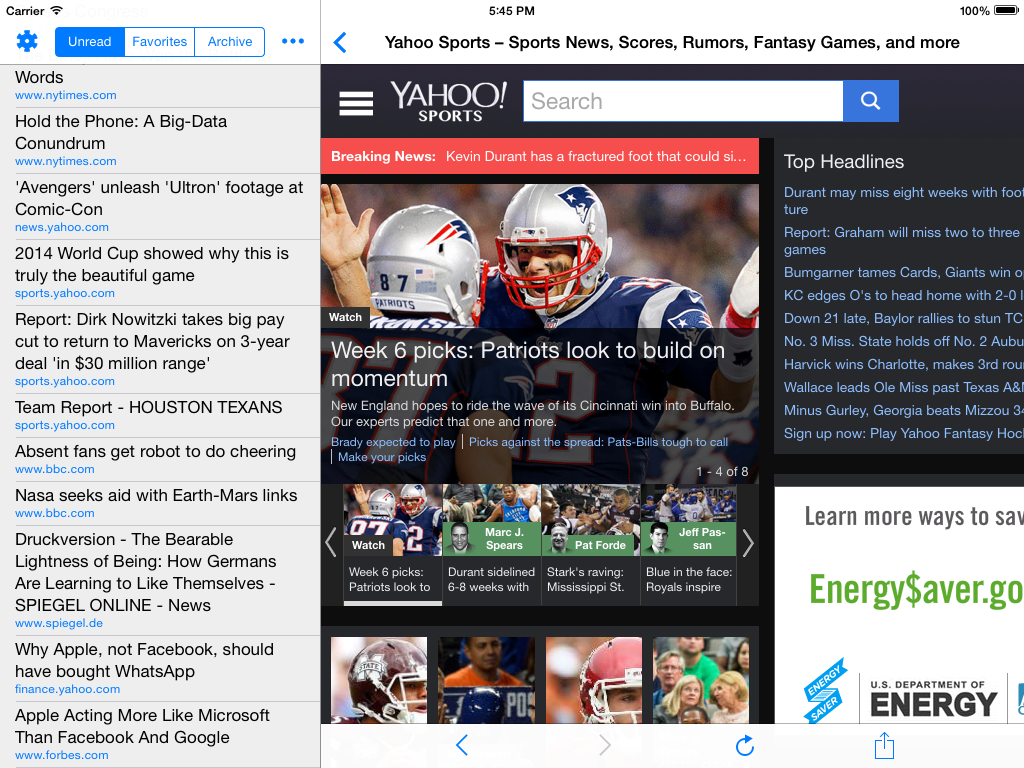 Carrier
5:45 PM
100%
Unread
Favorites
Archive
Words
www.nytimes.com
Hold the Phone: A Big-Data
Conundrum
www.nytimes.com
'Avengers' unleash 'Ultron' footage at
Comic-Con
news.yahoo.com
2014 World Cup showed why this is
truly the beautiful game
sports.yahoo.com
Report: Dirk Nowitzki takes big pay
cut to return to Mavericks on 3-year
deal 'in $30 million range'
sports.yahoo.com
Team Report - HOUSTON TEXANS
sports.yahoo.com
Absent fans get robot to do cheering
www.bbc.com
Nasa seeks aid with Earth-Mars links
www.bbc.com
Druckversion - The Bearable
Lightness of Being: How Germans
Are Learning to Like Themselves -
SPIEGEL ONLINE - News
www.spiegel.de
Why Apple, not Facebook, should
have bought WhatsApp
finance.yahoo.com
Apple Acting More Like Microsoft
Than Facebook And Google
www.forbes.com
Yahoo Sports – Sports News, Scores, Rumors, Fantasy Games, and more
YAHOO!
SPORTS
Search
Breaking News: Kevin Durant has a fractured foot that could si...
87
PATRIOTS
Watch
Week 6 picks: Patriots look to build on
momentum
New England hopes to ride the wave of its Cincinnati win into Buffalo.
Our experts predict that one and more.
Brady expected to play | Picks against the spread: Pats-Bills tough to call
| Make your picks
1 - 4 of 8
Watch
Week 6 picks:
Patriots look to
Marc J.
Spears
Durant sidelined
6-8 weeks with
Pat Forde
Stark's raving:
Mississippi St.
Jeff Pas-
san
Blue in the face:
Royals inspire
STATE
Top Headlines
Durant may miss eight weeks with foot
ture
Report: Graham will miss two to three
games
Bumgarner tames Cards, Giants win o
KC edges O's to head home with 2-0 l
Down 21 late, Baylor rallies to stun TC
No. 3 Miss. State holds off No. 2 Aubu
Harvick wins Charlotte, makes 3rd rou
Wallace leads Ole Miss past Texas A&M
Minus Gurley, Georgia beats Mizzou 34
Sign up now: Play Yahoo Fantasy Hoc
Learn more ways to sav
Energy$aver.go
ENERGY
SAVER
U.S. DEPARTMENT OF
ENERGY